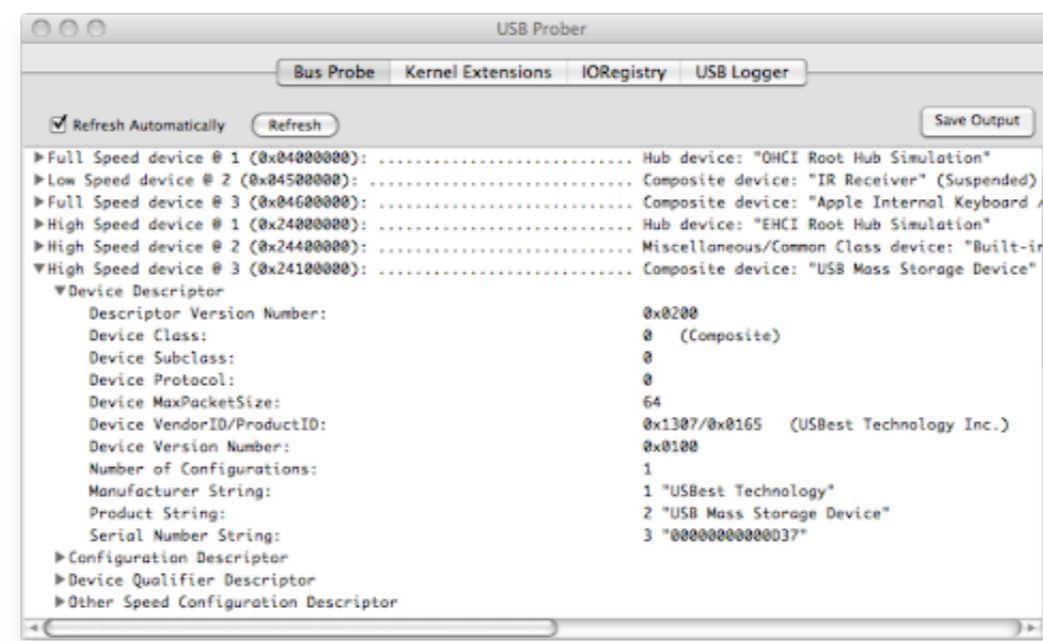 USB Prober
Bus Probe Kernel Extensions IORegistry USB Logger
Refresh Automatically Refresh Save Output
Full Speed device @ 1 (0x04000000): ............................ Hub device: "OHCI Root Hub Simulation"
Low Speed device @ 2 (0x04500000): ............................. Composite device: "IR Receiver" (Suspended)
Full Speed device @ 3 (0x04600000): ............................ Composite device: "Apple Internal Keyboard /
High Speed device @ 1 (0x24000000): ............................ Hub device: "EHCI Root Hub Simulation"
High Speed device @ 2 (0x24400000): ............................ Miscellaneous/Common Class device: "Built-in
High Speed device @ 3 (0x24100000): ............................ Composite device: "USB Mass Storage Device"
Device Descriptor
Descriptor Version Number: 0x0200
Device Class: 0 (Composite)
Device Subclass: 0
Device Protocol: 0
Device MaxPacketSize: 64
Device VendorID/ProductID: 0x1307/0x0165 (USBest Technology Inc.)
Device Version Number: 0x0100
Number of Configurations: 1
Manufacturer String: 1 "USBest Technology"
Product String: 2 "USB Mass Storage Device"
Serial Number String: 3 "00000000000D37"
Configuration Descriptor
Device Qualifier Descriptor
Other Speed Configuration Descriptor